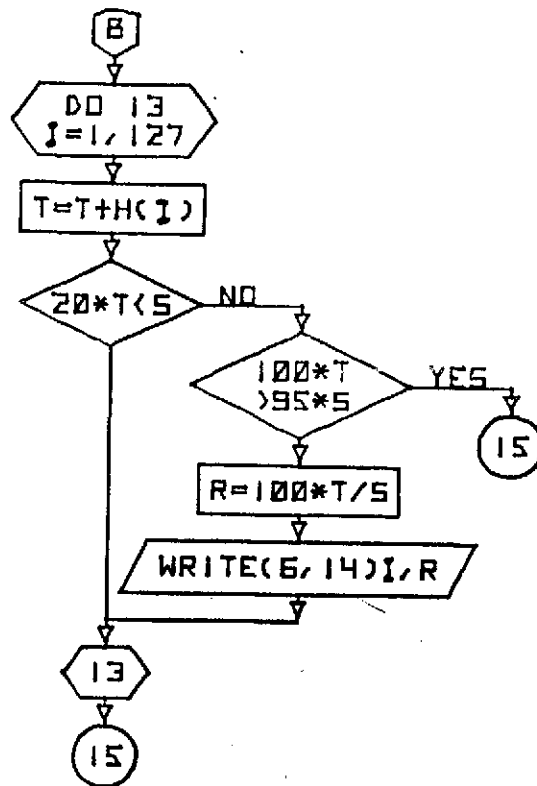 B
DO 13
I=1,127
T=T+H(I)
20*T<S
NO
100*T
>95*S
YES
15
R=100*T/S
WRITE(6,14)I,R
13
15